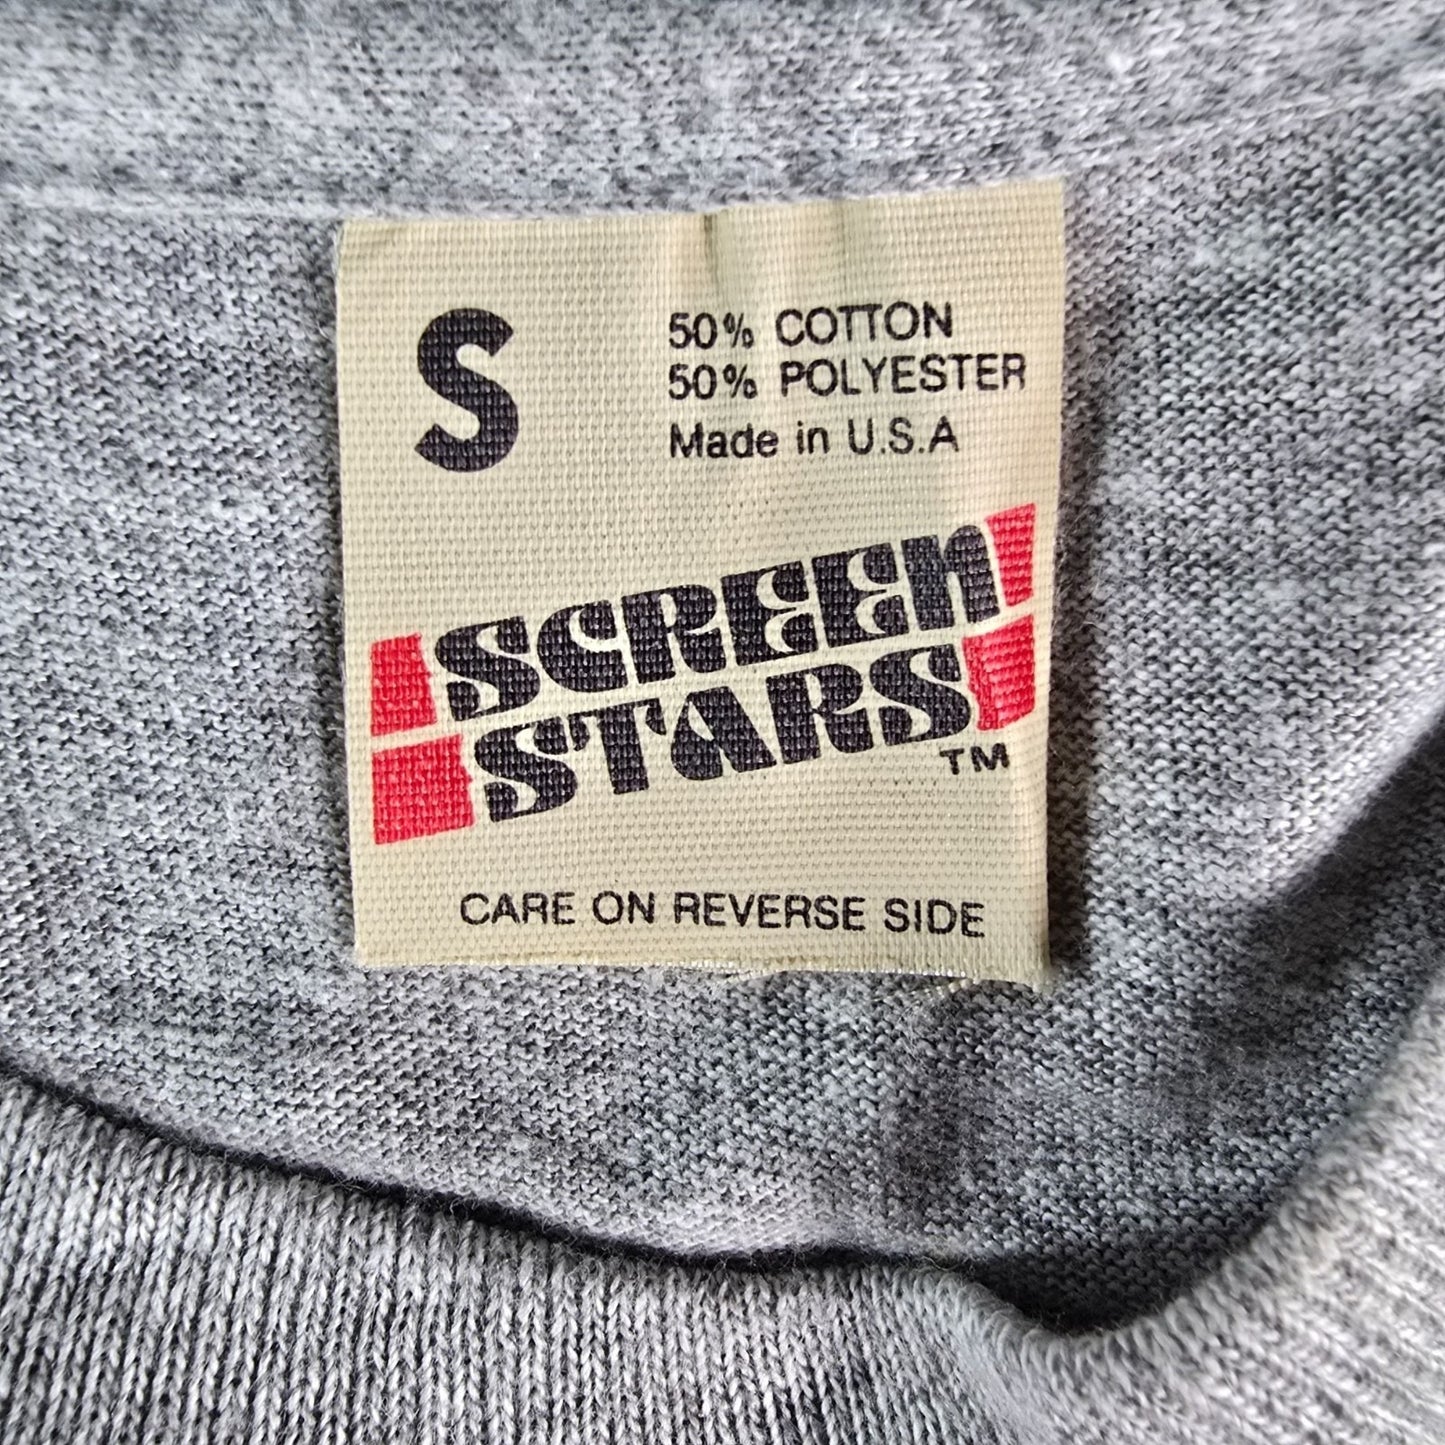 S
50% COTTON
50% POLYESTER
Made in U.S.A
SCREEN
STARS
TM
CARE ON REVERSE SIDE